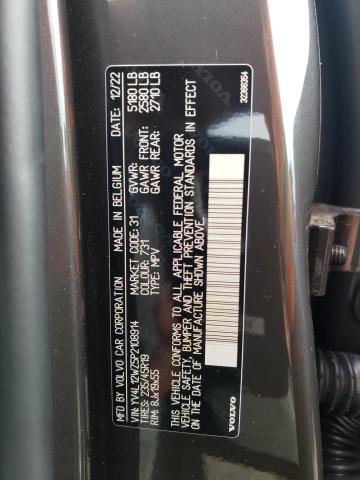 MFD BY: VOLVO CAR CORPORATION MADE IN BELGIUM 12/22
VIN: YV4L12WZ5P2108914 MARKET CODE: 31 GVWR: 5180 LB
TIRES: 235/45R19 COLOUR: 731 GAWR FRONT: 2580 LB
RIM: 8Jx19x55 TYPE: MPV GAWR REAR: 2710 LB
THIS VEHICLE CONFORMS TO ALL APPLICABLE FEDERAL MOTOR
VEHICLE SAFETY, BUMPER AND THEFT PREVENTION STANDARDS IN EFFECT
ON THE DATE OF MANUFACTURE SHOWN ABOVE.
VOLVO 32365354